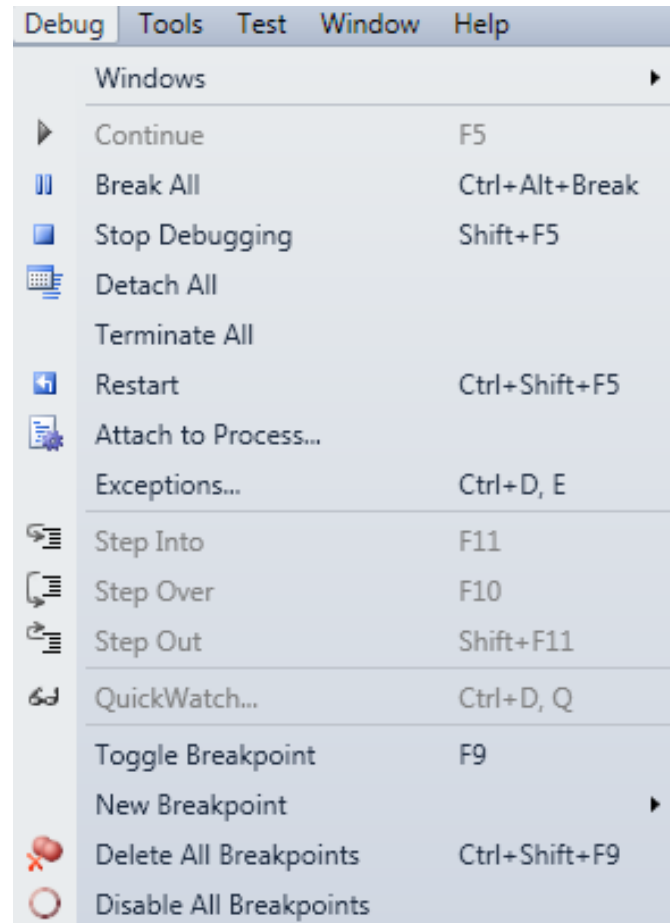 Debug Tools Test Window Help
Windows
Continue F5
Break All Ctrl+Alt+Break
Stop Debugging Shift+F5
Detach All
Terminate All
Restart Ctrl+Shift+F5
Attach to Process...
Exceptions... Ctrl+D, E
Step Into F11
Step Over F10
Step Out Shift+F11
QuickWatch... Ctrl+D, Q
Toggle Breakpoint F9
New Breakpoint
Delete All Breakpoints Ctrl+Shift+F9
Disable All Breakpoints